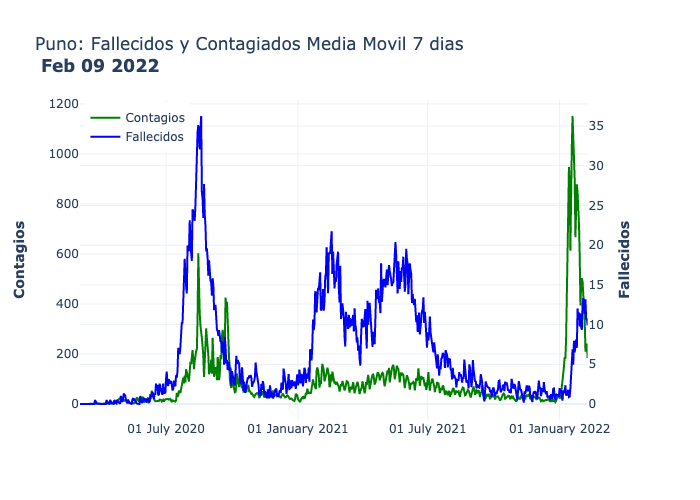 Puno: Fallecidos y Contagiados Media Movil 7 dias
Feb 09 2022
Contagios
Fallecidos
1200
1000
800
600
400
200
0
35
30
25
20
15
10
5
0
Contagios
Fallecidos
01 July 2020
01 January 2021
01 July 2021
01 January 2022